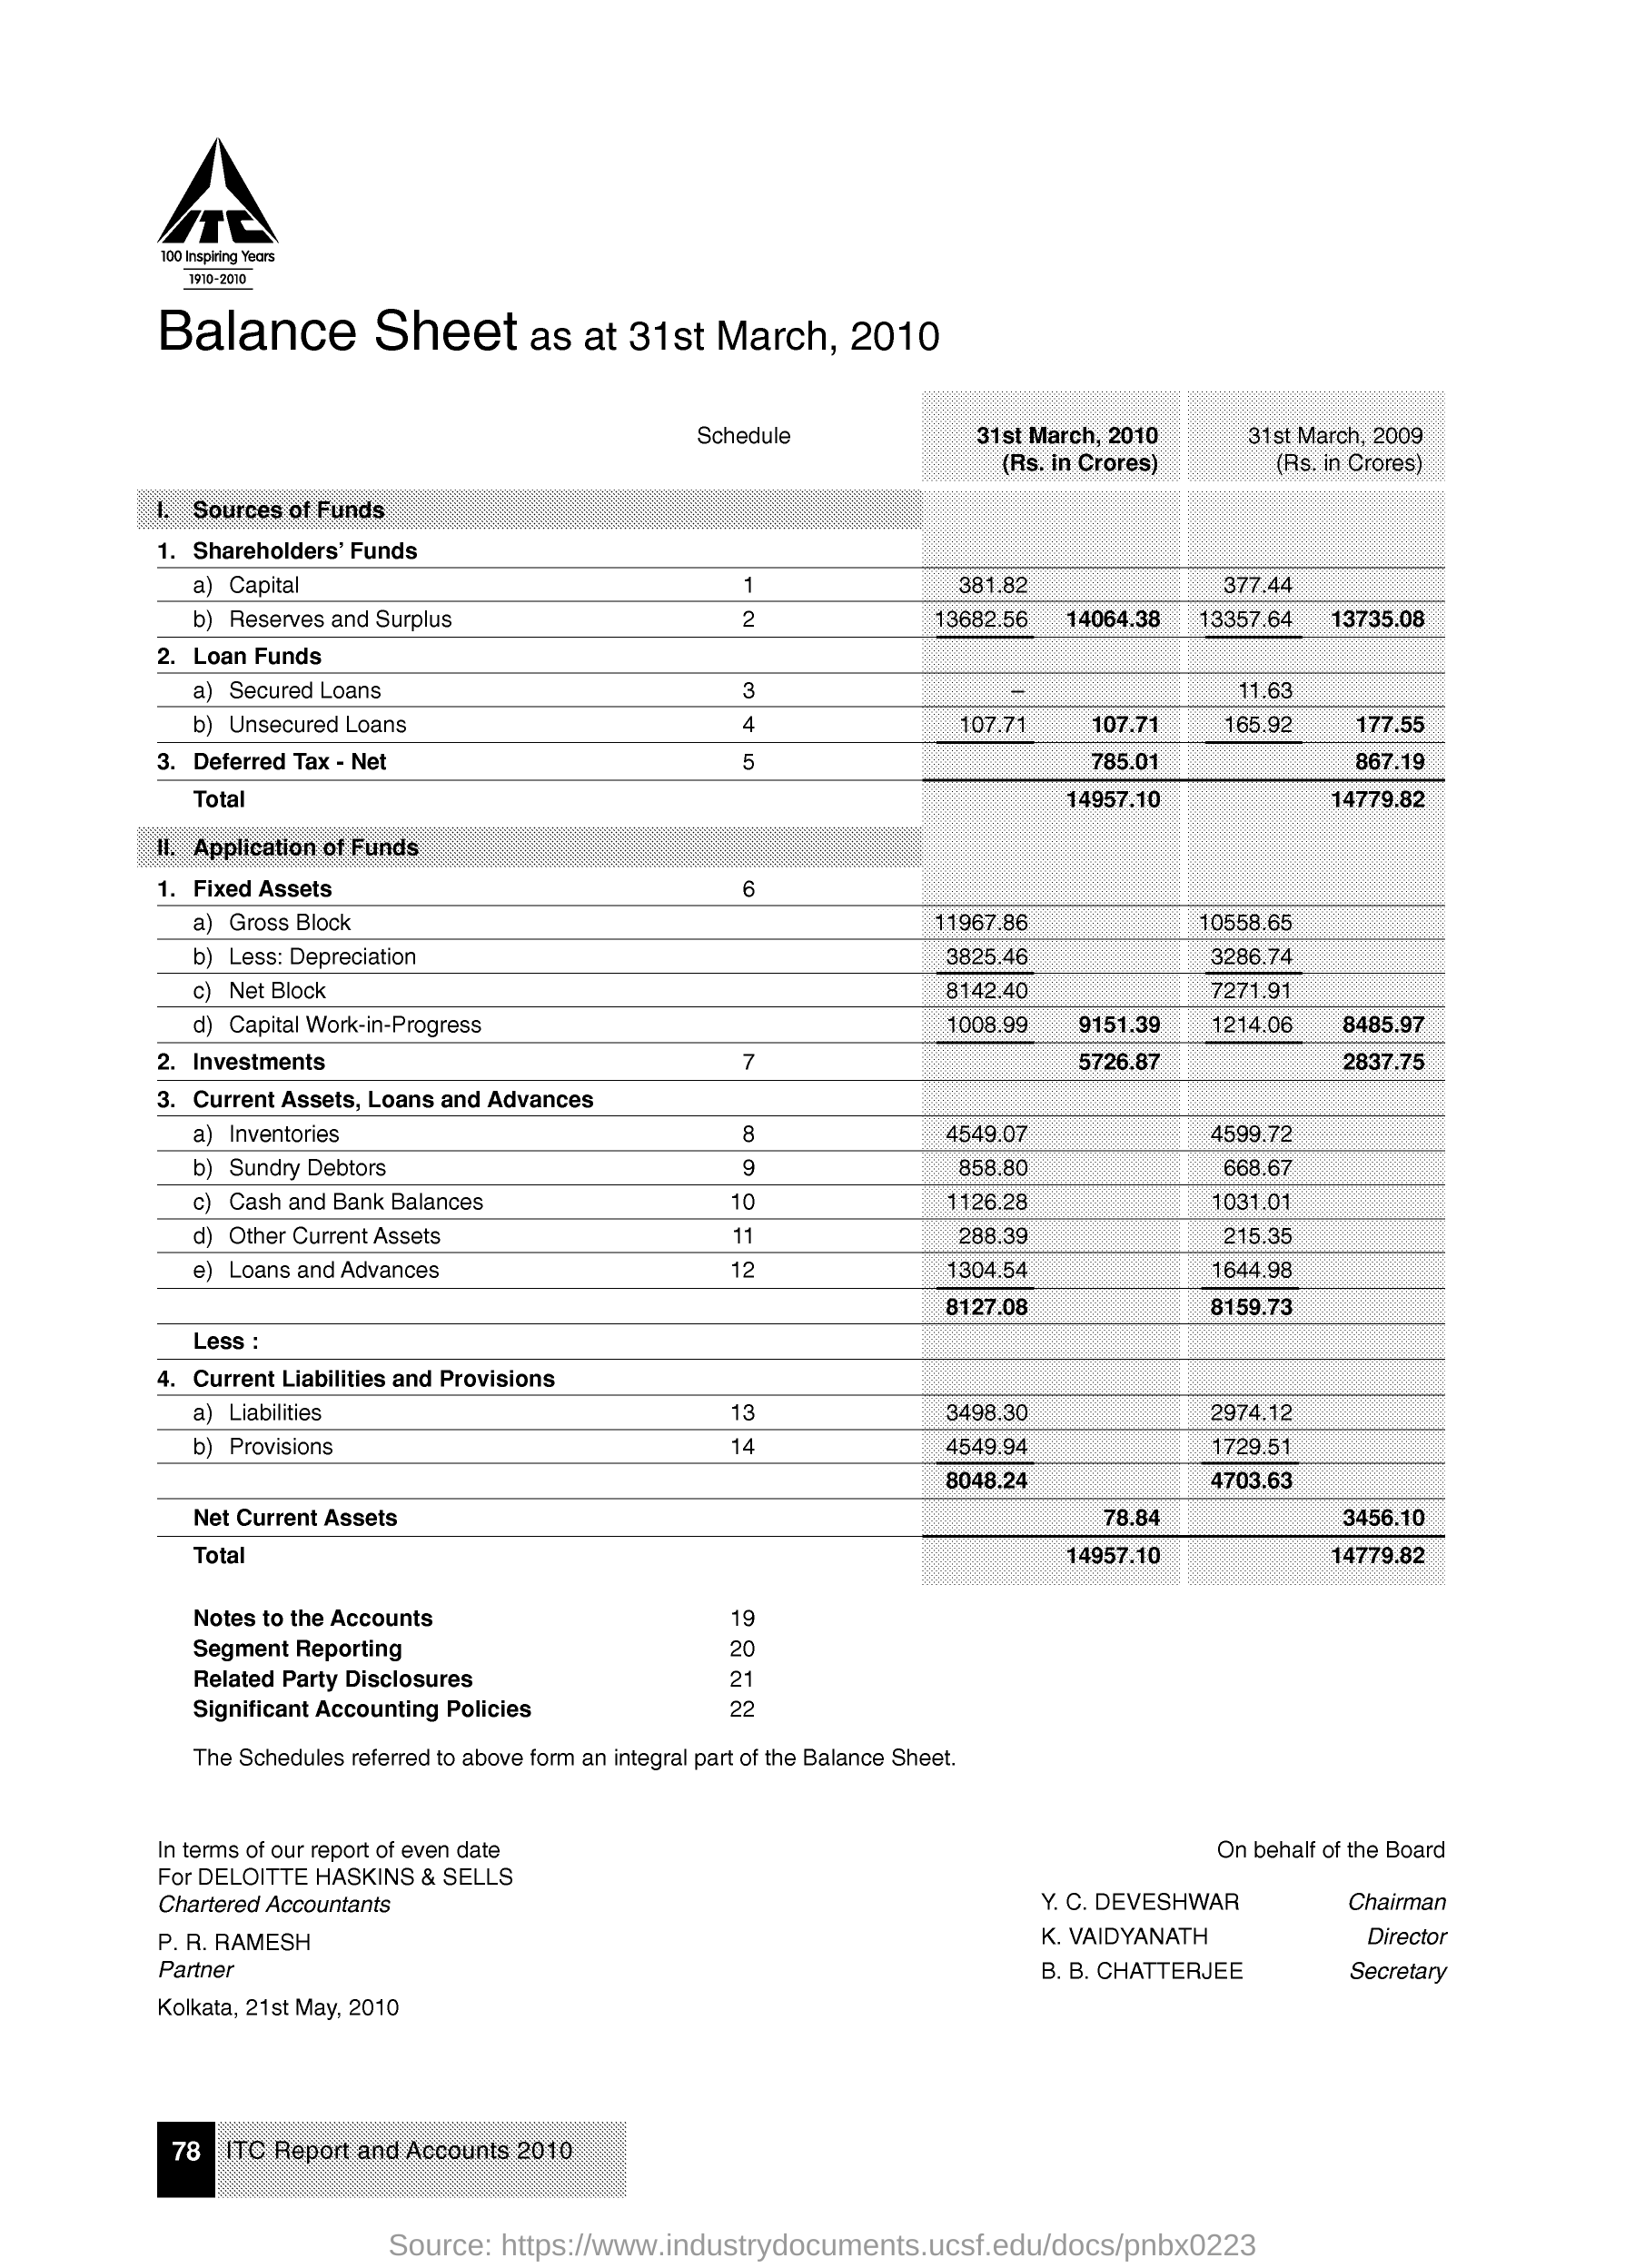 ITC
100 Inspiring Years
1910-2010
Balance Sheet as at 31st March, 2010
Schedule 31st March, 2010 31st March, 2009
(Rs. in Crores) (Rs. in Crores)
I. Sources of Funds
1. Shareholders' Funds
a) Capital 1 381.82 377.44
b) Reserves and Surplus 2 13682.56 14064.38 13357.64 13735.08
2. Loan Funds
a) Secured Loans 3 – 11.63
b) Unsecured Loans 4 107.71 107.71 165.92 177.55
3. Deferred Tax - Net 5 785.01 867.19
Total 14957.10 14779.82
II. Application of Funds
1. Fixed Assets 6
a) Gross Block 11967.86 10558.65
b) Less: Depreciation 3825.46 3286.74
c) Net Block 8142.40 7271.91
d) Capital Work-in-Progress 1008.99 9151.39 1214.06 8485.97
2. Investments 7 5726.87 2837.75
3. Current Assets, Loans and Advances
a) Inventories 8 4549.07 4599.72
b) Sundry Debtors 9 858.80 668.67
c) Cash and Bank Balances 10 1126.28 1031.01
d) Other Current Assets 11 288.39 215.35
e) Loans and Advances 12 1304.54 1644.98
8127.08 8159.73
Less :
4. Current Liabilities and Provisions
a) Liabilities 13 3498.30 2974.12
b) Provisions 14 4549.94 1729.51
8048.24 4703.63
Net Current Assets 78.84 3456.10
Total 14957.10 14779.82
Notes to the Accounts 19
Segment Reporting 20
Related Party Disclosures 21
Significant Accounting Policies 22
The Schedules referred to above form an integral part of the Balance Sheet.
In terms of our report of even date
For DELOITTE HASKINS & SELLS
Chartered Accountants
P. R. RAMESH
Partner
Kolkata, 21st May, 2010
On behalf of the Board
Y. C. DEVESHWAR Chairman
K. VAIDYANATH Director
B. B. CHATTERJEE Secretary
78 ITC Report and Accounts 2010
Source: https://www.industrydocuments.ucsf.edu/docs/pnbx0223